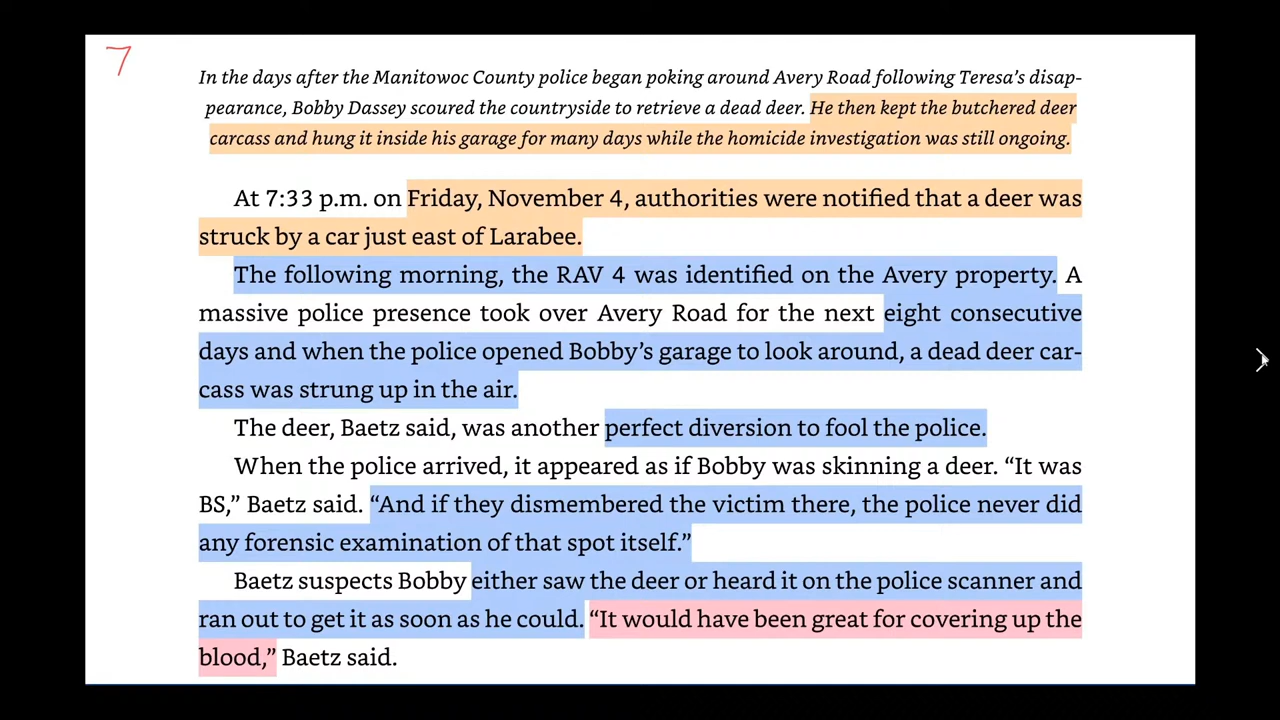 7
In the days after the Manitowoc County police began poking around Avery Road following Teresa’s disap-
pearance, Bobby Dassey scoured the countryside to retrieve a dead deer. He then kept the butchered deer
carcass and hung it inside his garage for many days while the homicide investigation was still ongoing.
At 7:33 p.m. on Friday, November 4, authorities were notified that a deer was
struck by a car just east of Larabee.
The following morning, the RAV 4 was identified on the Avery property. A
massive police presence took over Avery Road for the next eight consecutive
days and when the police opened Bobby’s garage to look around, a dead deer car-
cass was strung up in the air.
The deer, Baetz said, was another perfect diversion to fool the police.
When the police arrived, it appeared as if Bobby was skinning a deer. “It was
BS,” Baetz said. “And if they dismembered the victim there, the police never did
any forensic examination of that spot itself.”
Baetz suspects Bobby either saw the deer or heard it on the police scanner and
ran out to get it as soon as he could. “It would have been great for covering up the
blood,” Baetz said.